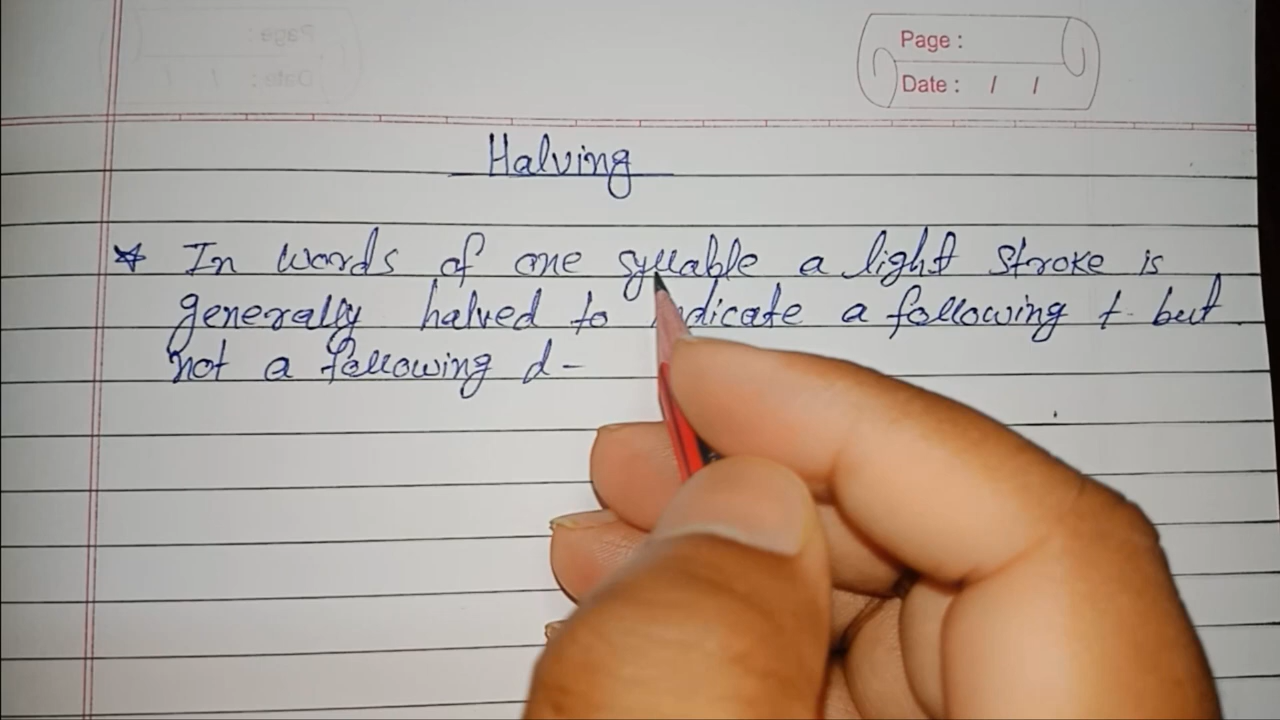 Page :
Date : / /
Halving
* In words of one syllable a light stroke is
generally halved to indicate a following t- but
not a following d-